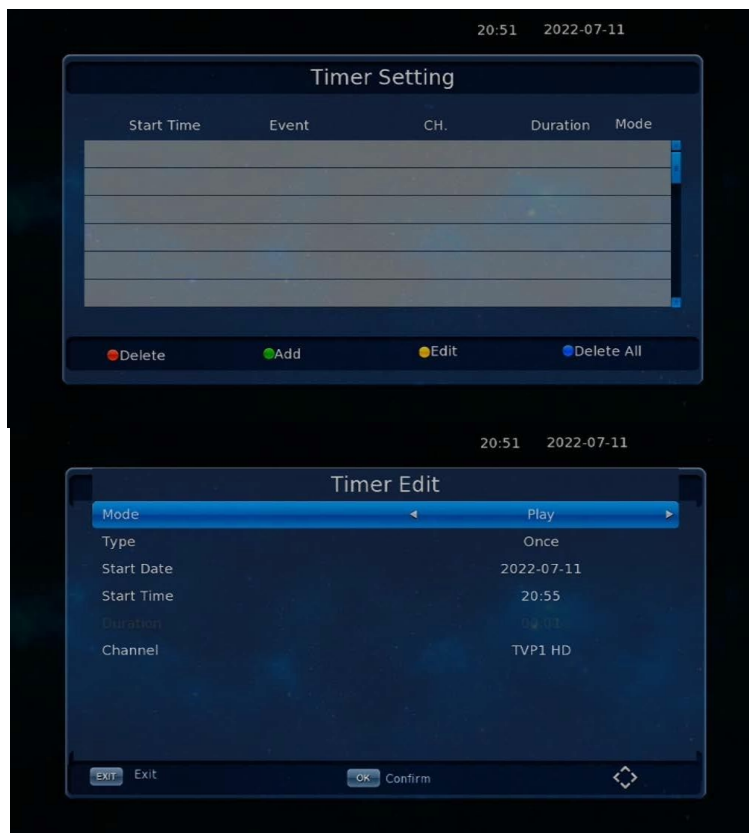 20:51 2022-07-11
Timer Setting
Start Time Event CH. Duration Mode
Delete Add Edit Delete All
20:51 2022-07-11
Timer Edit
Mode Play
Type Once
Start Date 2022-07-11
Start Time 20:55
Duration
Channel TVP1 HD
EXIT Exit OK Confirm